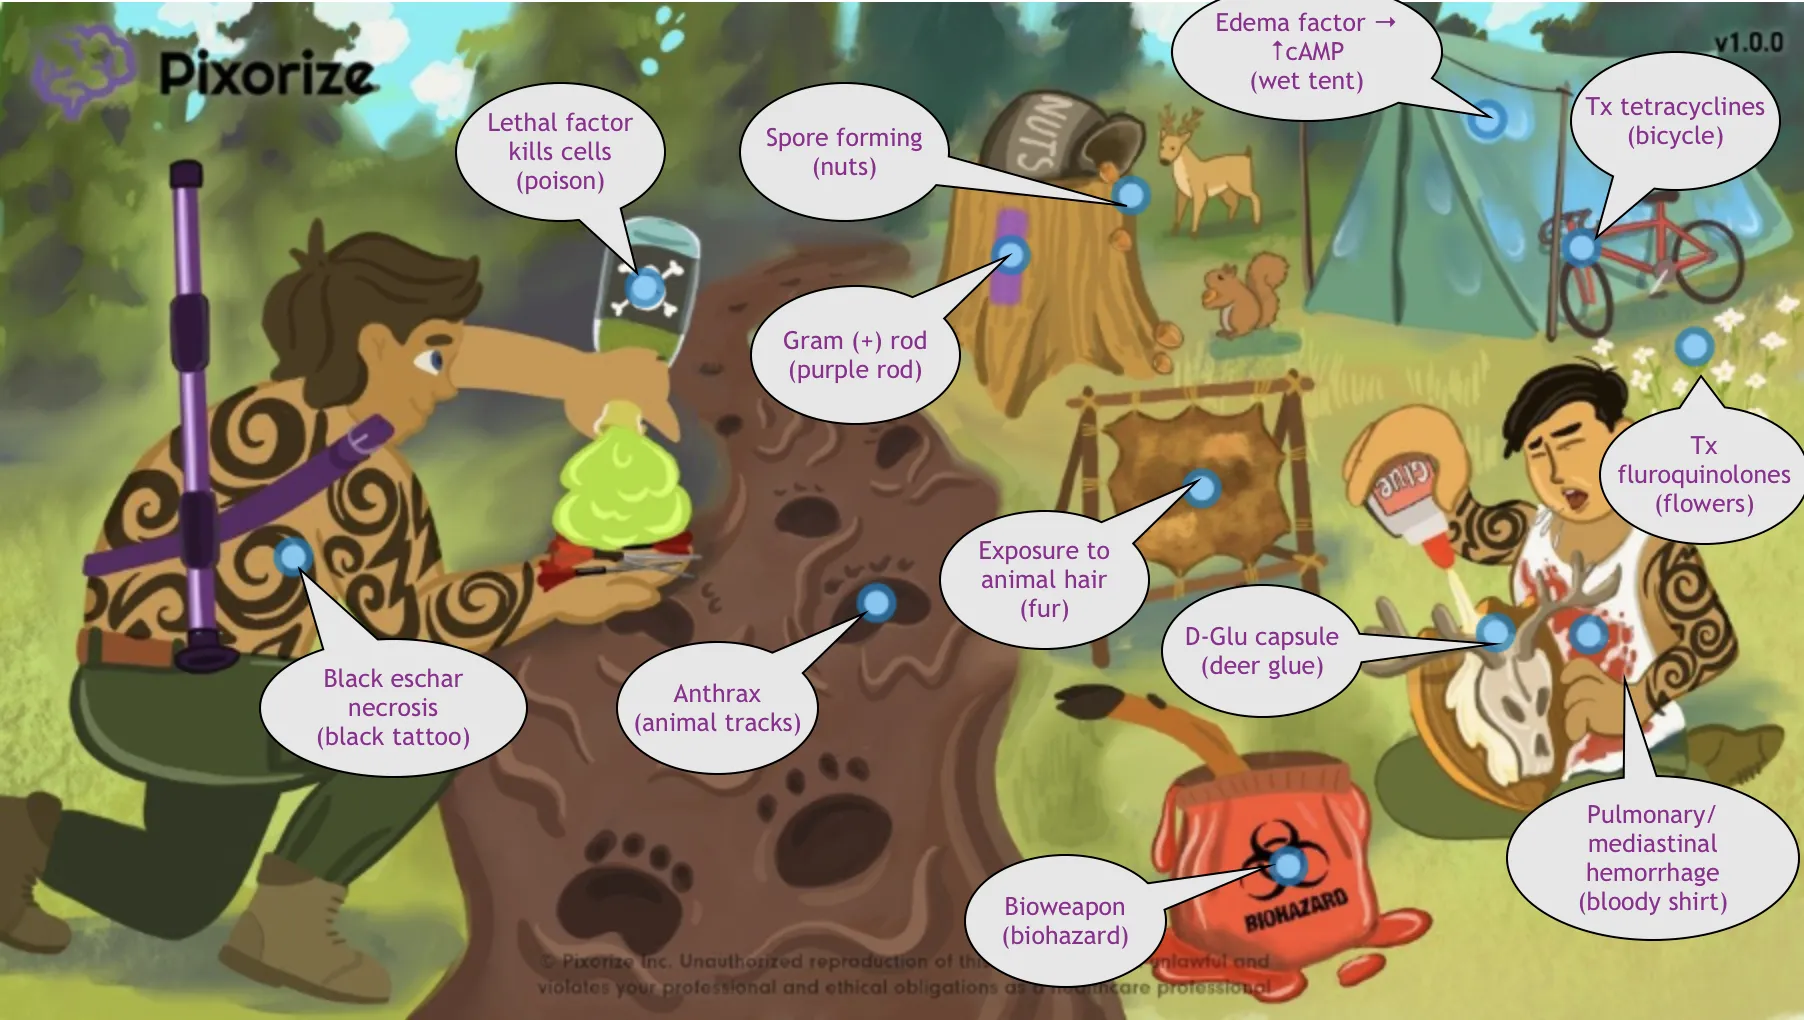 Pixorize
v1.0.0
Edema factor →
↑cAMP
(wet tent)
Tx tetracyclines
(bicycle)
Lethal factor
kills cells
(poison)
Spore forming
(nuts)
NUTS
Gram (+) rod
(purple rod)
Tx
fluroquinolones
(flowers)
Glue
Exposure to
animal hair
(fur)
D-Glu capsule
(deer glue)
Black eschar
necrosis
(black tattoo)
Anthrax
(animal tracks)
Pulmonary/
mediastinal
hemorrhage
(bloody shirt)
Bioweapon
(biohazard)
BIOHAZARD
© Pixorize Inc. Unauthorized reproduction of this unlawful and
violates your professional and ethical obligations as a healthcare professional